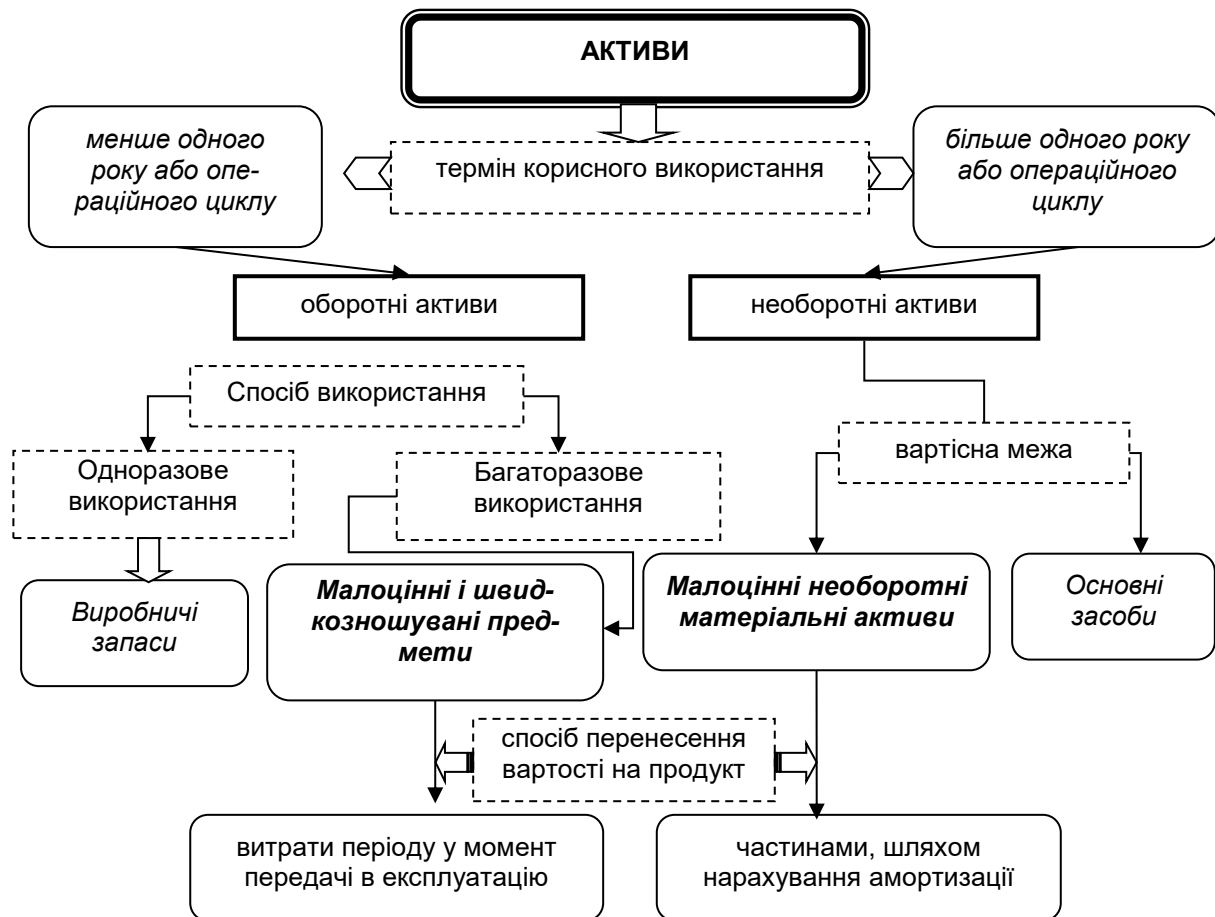 АКТИВИ
менше одного
року або опе-
раційного циклу
термін корисного використання
більше одного року
або операційного
циклу
оборотні активи
необоротні активи
Спосіб використання
вартісна межа
Одноразове
використання
Багаторазове
використання
Виробничі
запаси
Малоцінні і швид-
козношувані пред-
мети
Малоцінні необоротні
матеріальні активи
Основні
засоби
спосіб перенесення
вартості на продукт
витрати періоду у момент
передачі в експлуатацію
частинами, шляхом
нарахування амортизації